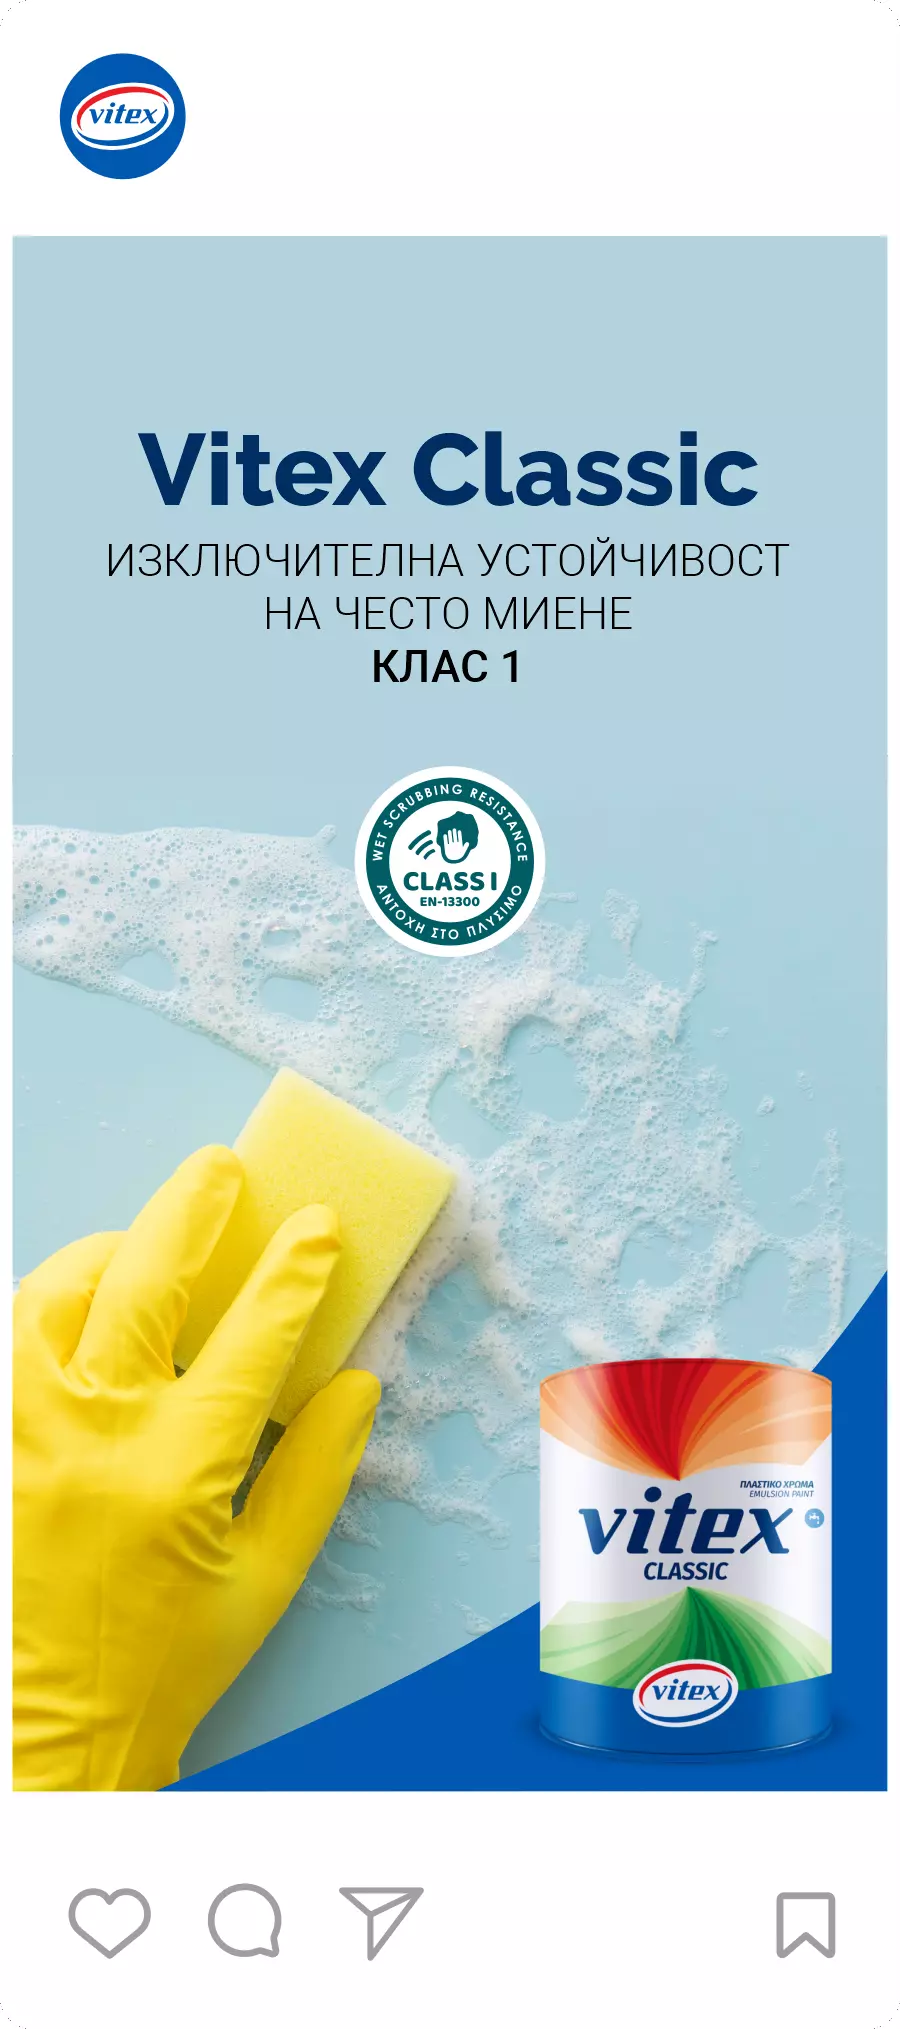 vitex
Vitex Classic
ИЗКЛЮЧИТЕЛНА УСТОЙЧИВОСТ
НА ЧЕСТО МИЕНЕ
КЛАС 1
WET SCRUBBING RESISTANCE
CLASS I
EN-13300
ΑΝΤΟΧΗ ΣΤΟ ΠΛΥΣΙΜΟ
ΠΛΑΣΤΙΚΟ ΧΡΩΜΑ
EMULSION PAINT
vitex
CLASSIC
vitex